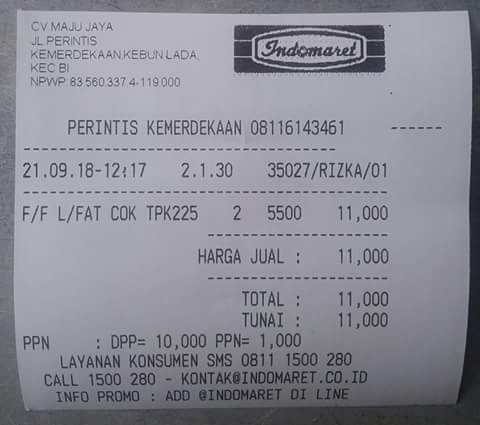 CV MAJU JAYA
JL.PERINTIS
KEMERDEKAAN,KEBUN LADA,
KEC BI
NPWP: 83 560 337 4-119.000
Indomaret
PERINTIS KEMERDEKAAN 08116143461 ------
21.09.18-12:17 2.1.30 35027/RIZKA/01
F/F L/FAT COK TPK225 2 5500 11,000
HARGA JUAL : 11,000
TOTAL : 11,000
TUNAI : 11,000
PPN : DPP= 10,000 PPN= 1,000
LAYANAN KONSUMEN SMS 0811 1500 280
CALL 1500 280 - KONTAK@INDOMARET.CO.ID
INFO PROMO : ADD @INDOMARET DI LINE